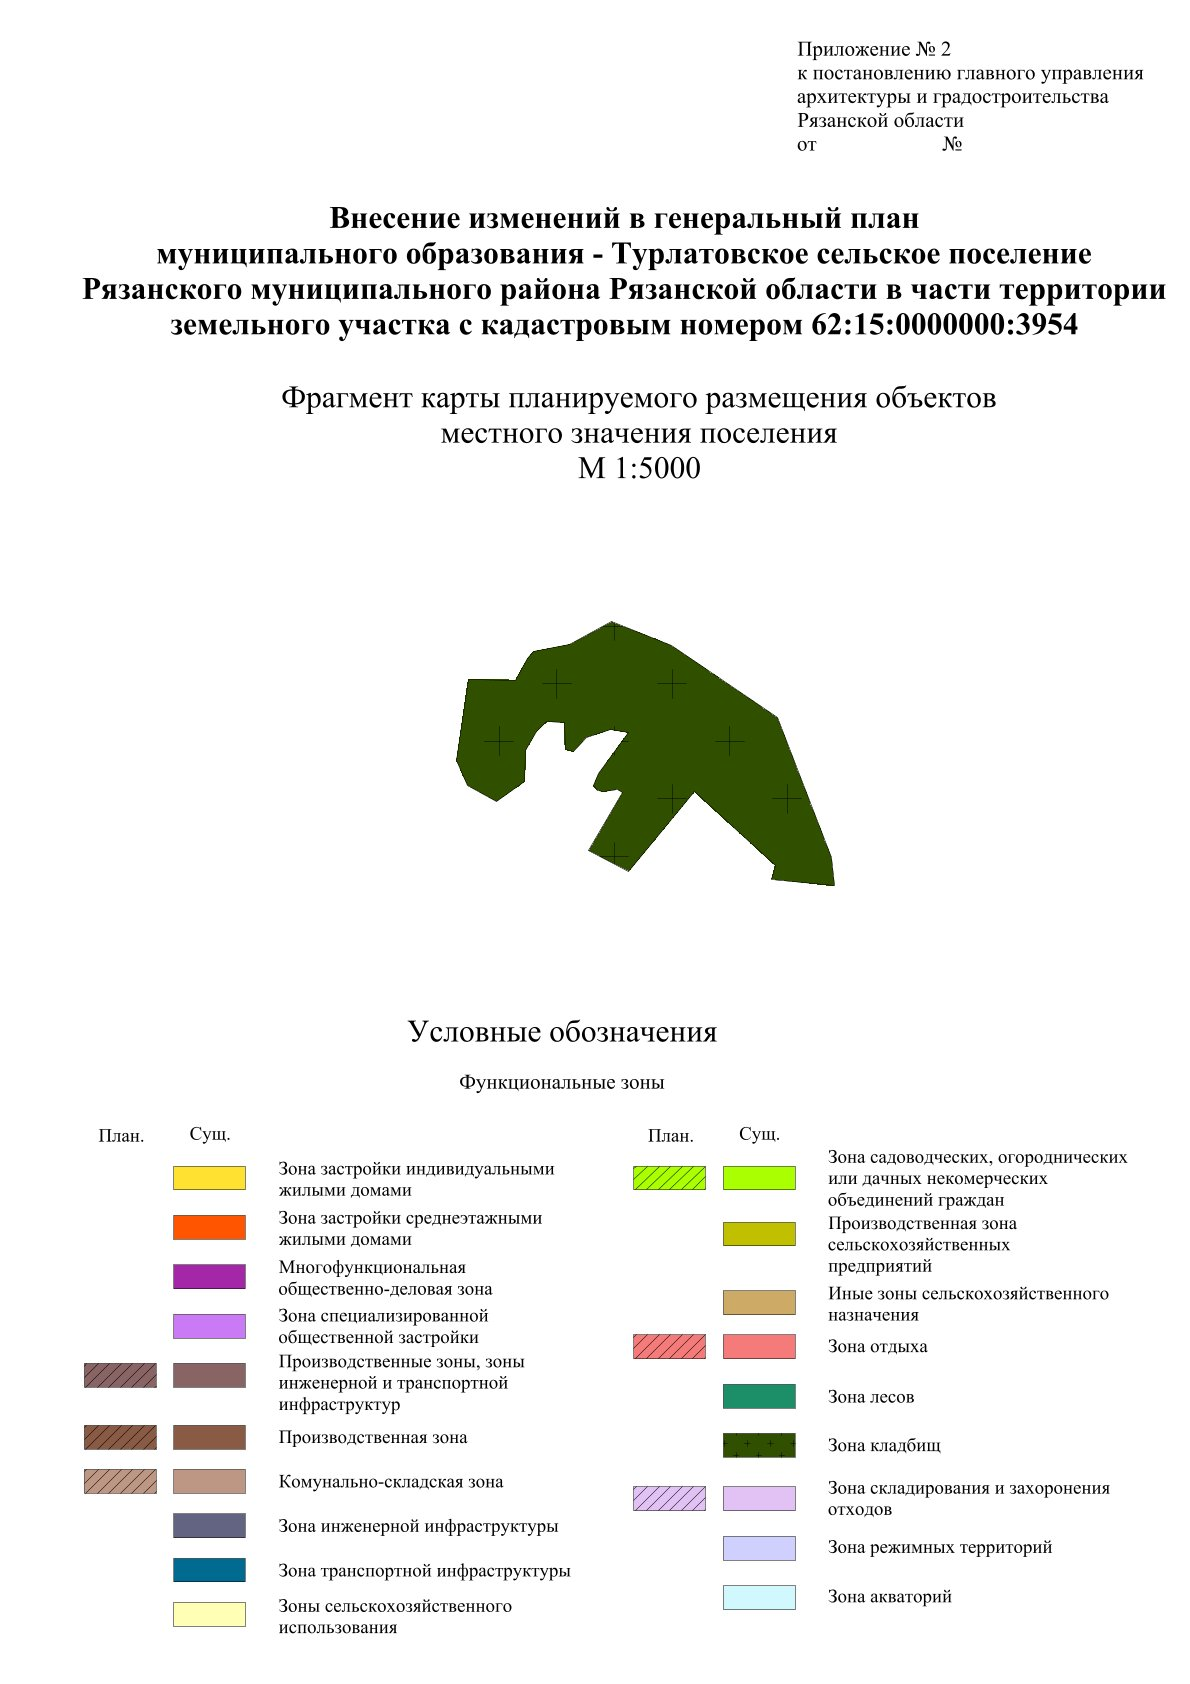 Приложение № 2
к постановлению главного управления
архитектуры и градостроительства
Рязанской области
от №
Внесение изменений в генеральный план
муниципального образования - Турлатовское сельское поселение
Рязанского муниципального района Рязанской области в части территории
земельного участка с кадастровым номером 62:15:0000000:3954
Фрагмент карты планируемого размещения объектов
местного значения поселения
М 1:5000
Условные обозначения
Функциональные зоны
План. Сущ.
Зона застройки индивидуальными
жилыми домами
Зона застройки среднеэтажными
жилыми домами
Многофункциональная
общественно-деловая зона
Зона специализированной
общественной застройки
Производственные зоны, зоны
инженерной и транспортной
инфраструктур
Производственная зона
Комунально-складская зона
Зона инженерной инфраструктуры
Зона транспортной инфраструктуры
Зоны сельскохозяйственного
использования
План. Сущ.
Зона садоводческих, огороднических
или дачных некомерческих
объединений граждан
Производственная зона
сельскохозяйственных
предприятий
Иные зоны сельскохозяйственного
назначения
Зона отдыха
Зона лесов
Зона кладбищ
Зона складирования и захоронения
отходов
Зона режимных территорий
Зона акваторий